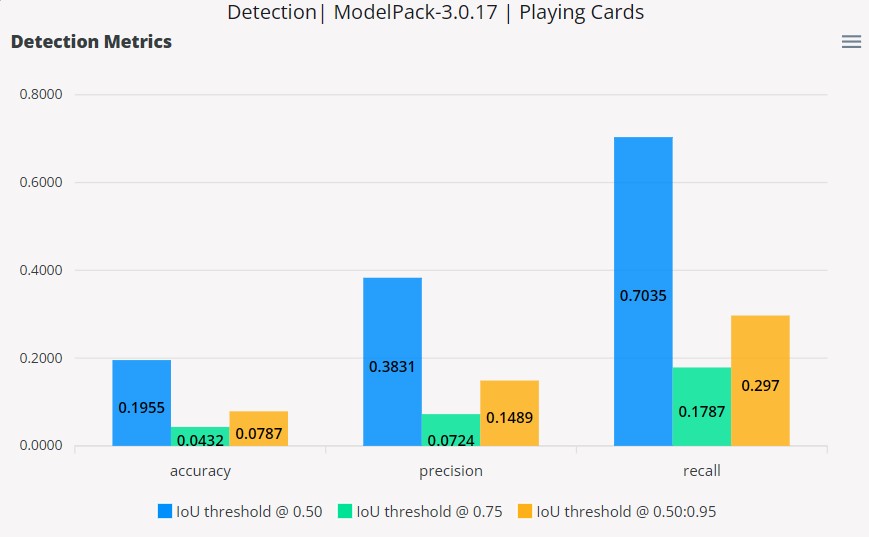 Detection| ModelPack-3.0.17 | Playing Cards
Detection Metrics
0.8000
0.6000
0.4000
0.2000
0.0000
0.1955
0.0432
0.0787
0.3831
0.0724
0.1489
0.7035
0.1787
0.297
accuracy
precision
recall
IoU threshold @ 0.50
IoU threshold @ 0.75
IoU threshold @ 0.50:0.95